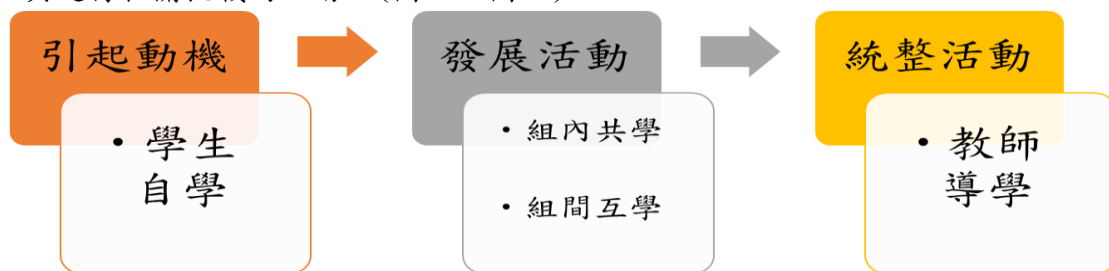 引起動機
• 學生
自學
發展活動
• 組內共學
• 組間互學
統整活動
• 教師
導學